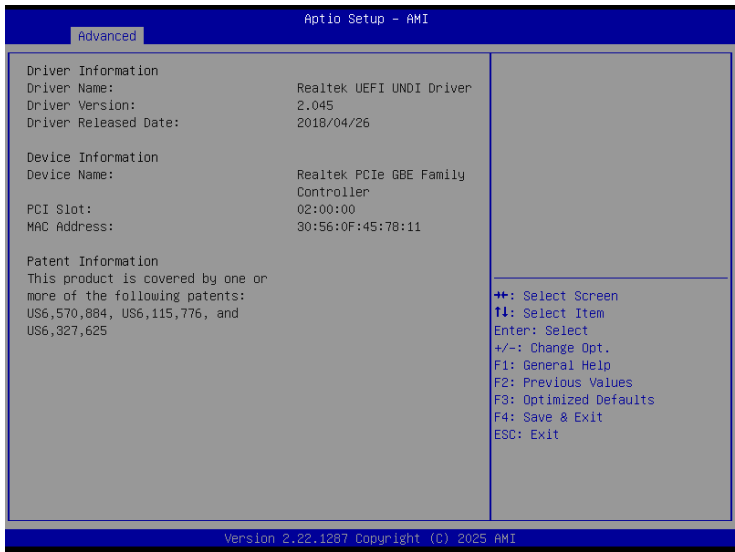 Aptio Setup – AMI
Advanced
Driver Information
Driver Name: Realtek UEFI UNDI Driver
Driver Version: 2.045
Driver Released Date: 2018/04/26
Device Information
Device Name: Realtek PCIe GBE Family
Controller
PCI Slot: 02:00:00
MAC Address: 30:56:0F:45:78:11
Patent Information
This product is covered by one or
more of the following patents:
US6,570,884, US6,115,776, and
US6,327,625
→←: Select Screen
↑↓: Select Item
Enter: Select
+/-: Change Opt.
F1: General Help
F2: Previous Values
F3: Optimized Defaults
F4: Save & Exit
ESC: Exit
Version 2.22.1287 Copyright (C) 2025 AMI